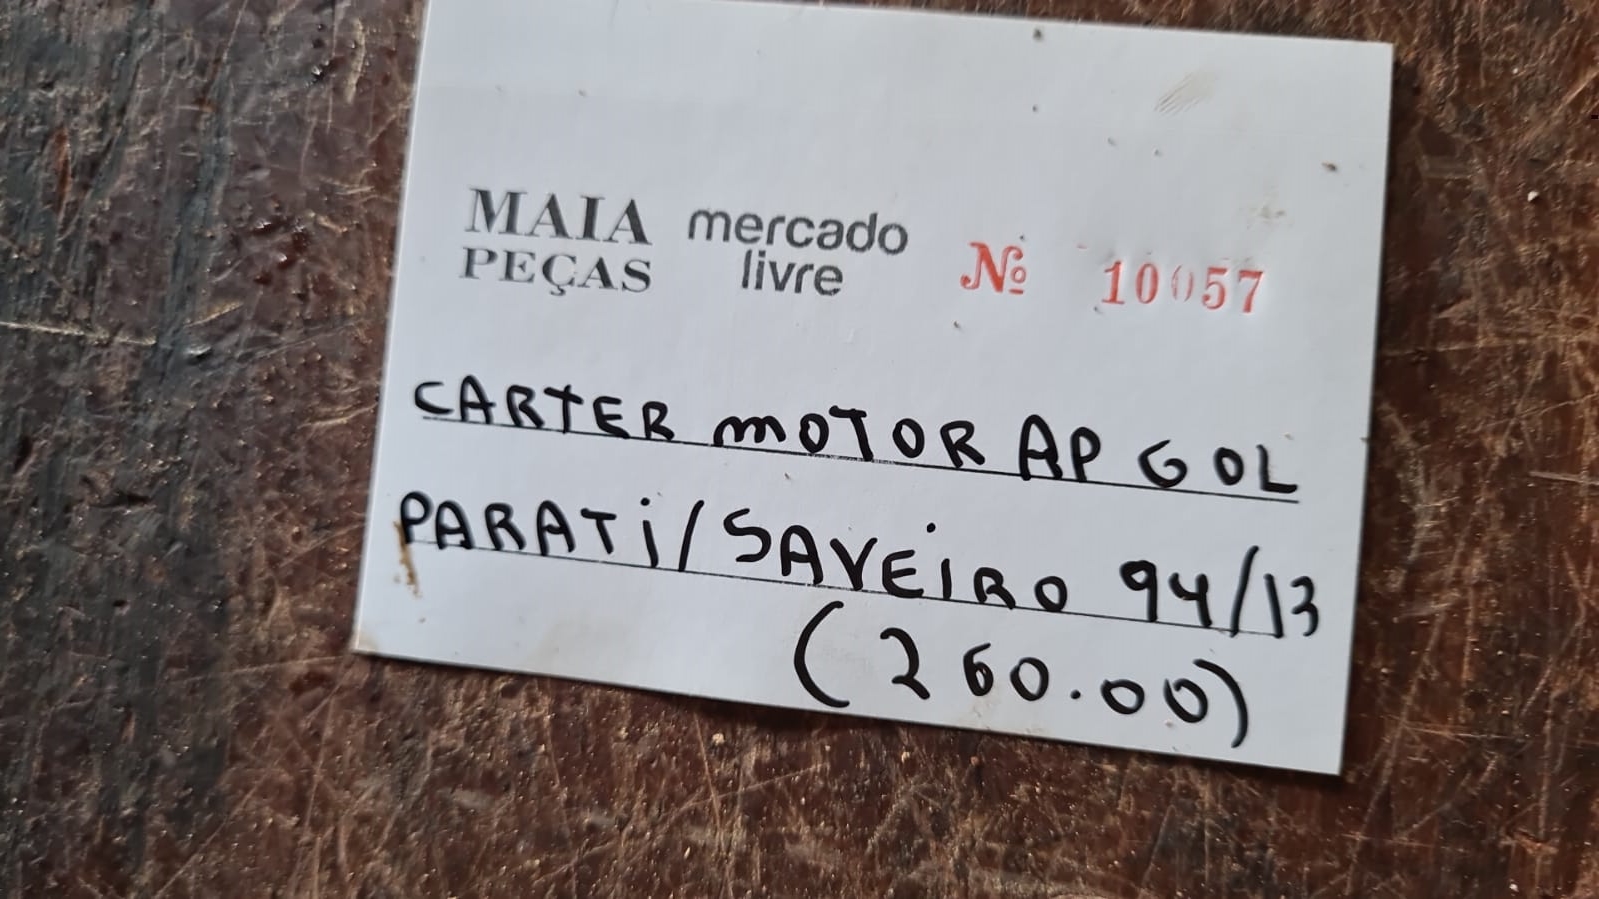 MAIA PEÇAS
mercado livre
Nº 10057
CARTER MOTOR AP GOL
PARATi/SAVEiRO 94/13
(260.00)